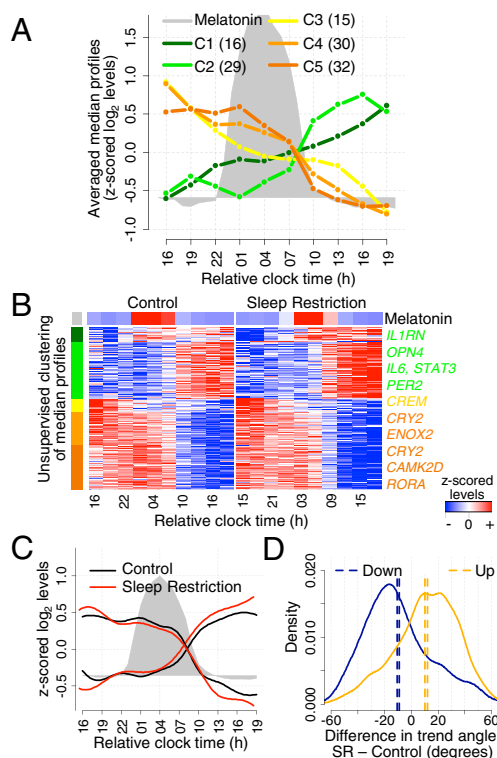 A
Melatonin
C1 (16)
C2 (29)
C3 (15)
C4 (30)
C5 (32)
Averaged median profiles
(z-scored log2 levels)
1.5
1.0
0.5
0.0
-0.5
-1.0
16 19 22 01 04 07 10 13 16 19
Relative clock time (h)
B
Control Sleep Restriction
Melatonin
Unsupervised clustering
of median profiles
IL1RN
OPN4
IL6, STAT3
PER2
CREM
CRY2
ENOX2
CRY2
CAMK2D
RORA
16 22 04 10 16 15 21 03 09 15
Relative clock time (h)
z-scored
levels
- 0 +
C
Control
Sleep Restriction
z-scored log2 levels
1.0
0.5
0.0
-0.5
16 19 22 01 04 07 10 13 16 19
Relative clock time (h)
D
Down Up
Density
0.020
0.010
0.000
-60 -20 0 20 60
Difference in trend angle
SR – Control (degrees)